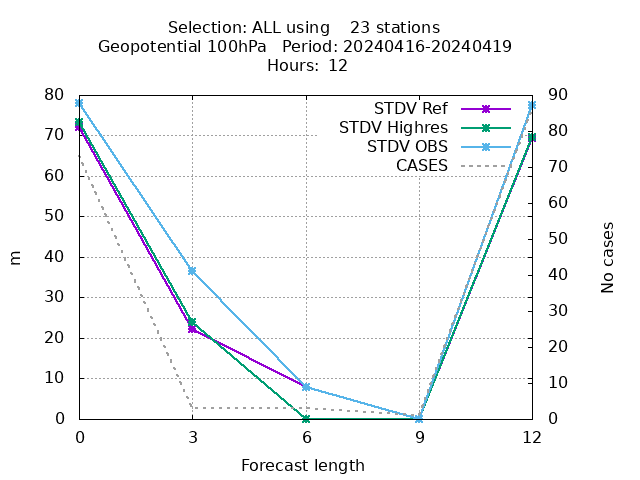 Selection: ALL using    23 stations
Geopotential 100hPa   Period: 20240416-20240419
Hours: 12
80
70
60
50
40
30
20
10
0
m
STDV Ref
STDV Highres
STDV OBS
CASES
90
80
70
60
50
40
30
20
10
0
No cases
0 3 6 9 12
Forecast length